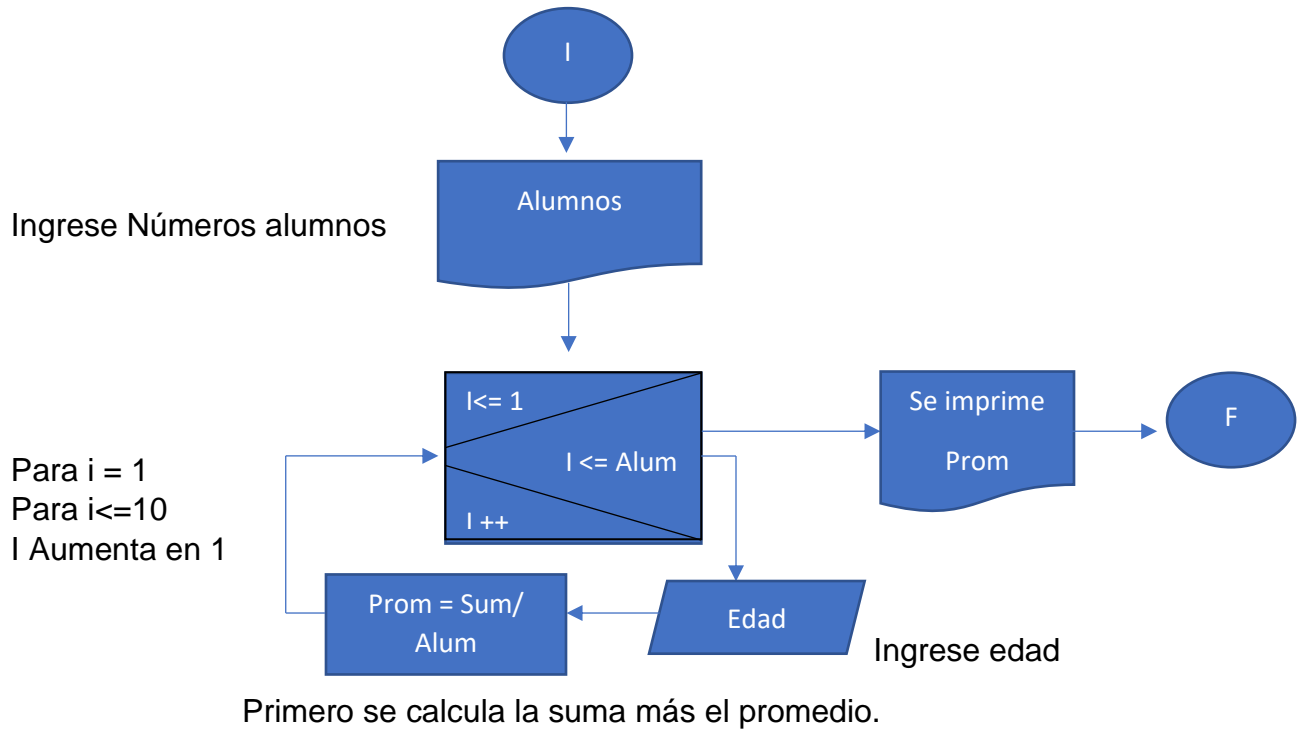 I
Alumnos
Ingrese Números alumnos
I<= 1
I <= Alum
I ++
Se imprime
Prom
F
Para i = 1
Para i<=10
I Aumenta en 1
Prom = Sum/
Alum
Edad
Ingrese edad
Primero se calcula la suma más el promedio.